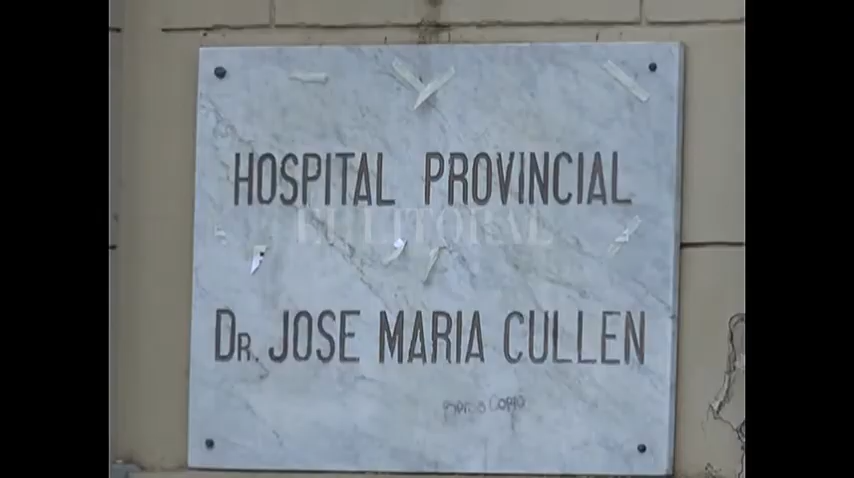 HOSPITAL PROVINCIAL
EL LITORAL
DR. JOSE MARIA CULLEN